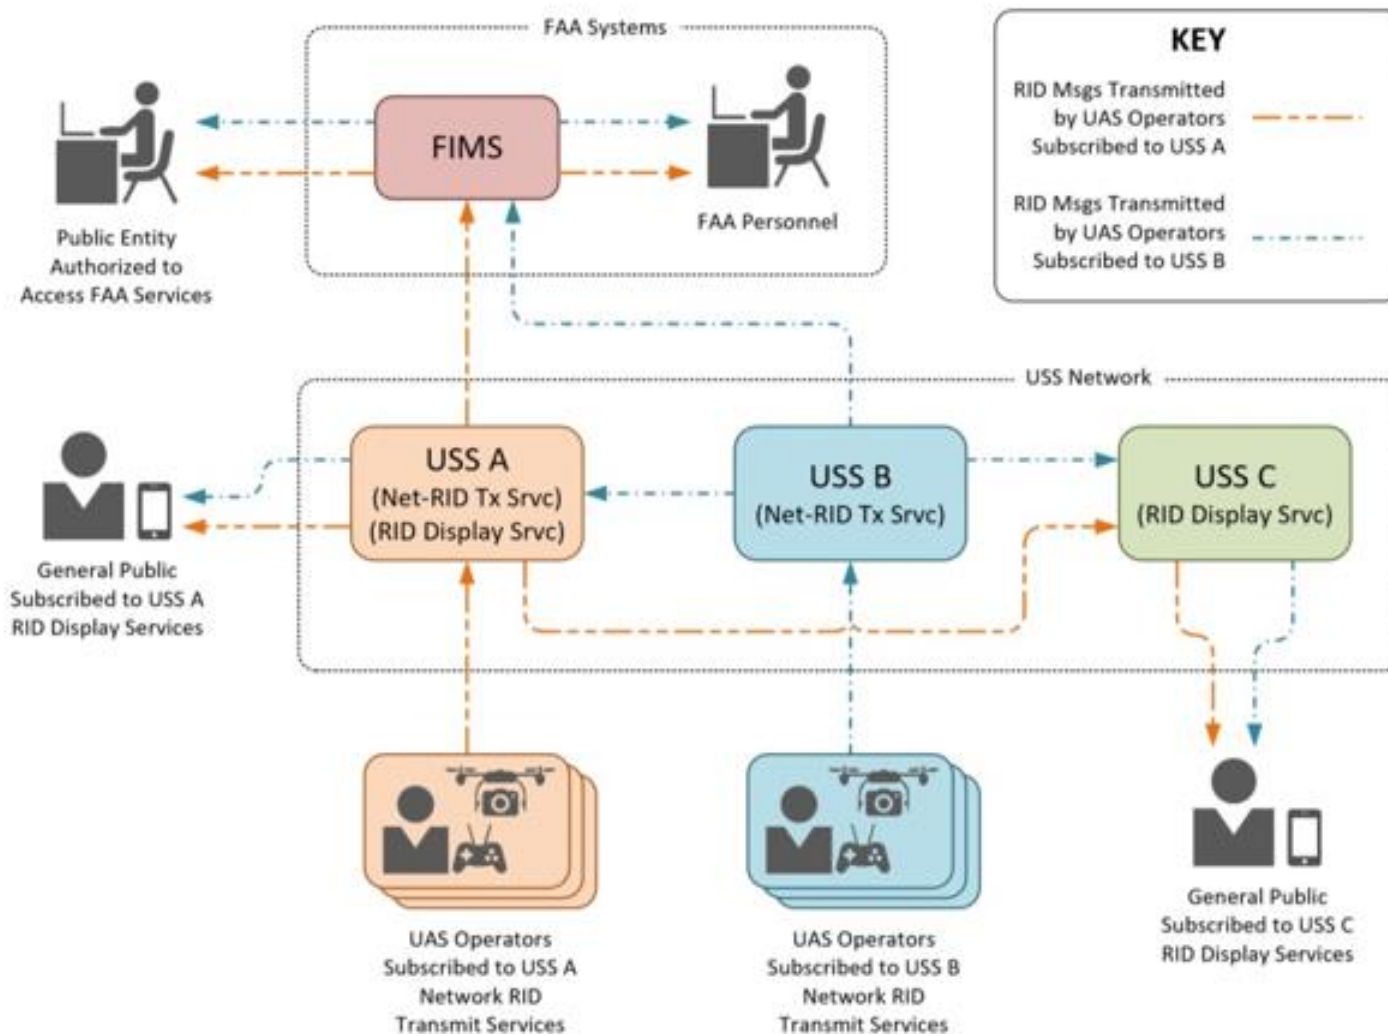 FAA Systems
KEY
RID Msgs Transmitted
by UAS Operators
Subscribed to USS A
RID Msgs Transmitted
by UAS Operators
Subscribed to USS B
FIMS
FAA Personnel
Public Entity
Authorized to
Access FAA Services
USS Network
USS A
(Net-RID Tx Srvc)
(RID Display Srvc)
USS B
(Net-RID Tx Srvc)
USS C
(RID Display Srvc)
General Public
Subscribed to USS A
RID Display Services
UAS Operators
Subscribed to USS A
Network RID
Transmit Services
UAS Operators
Subscribed to USS B
Network RID
Transmit Services
General Public
Subscribed to USS C
RID Display Services